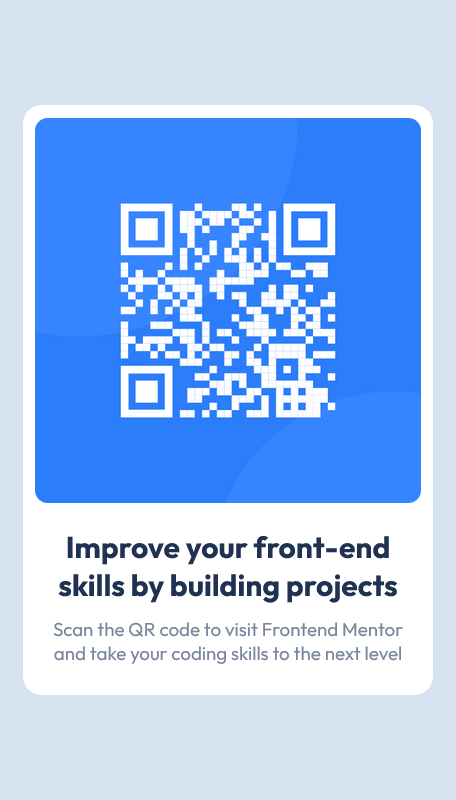 Improve your front-end
skills by building projects
Scan the QR code to visit Frontend Mentor
and take your coding skills to the next level